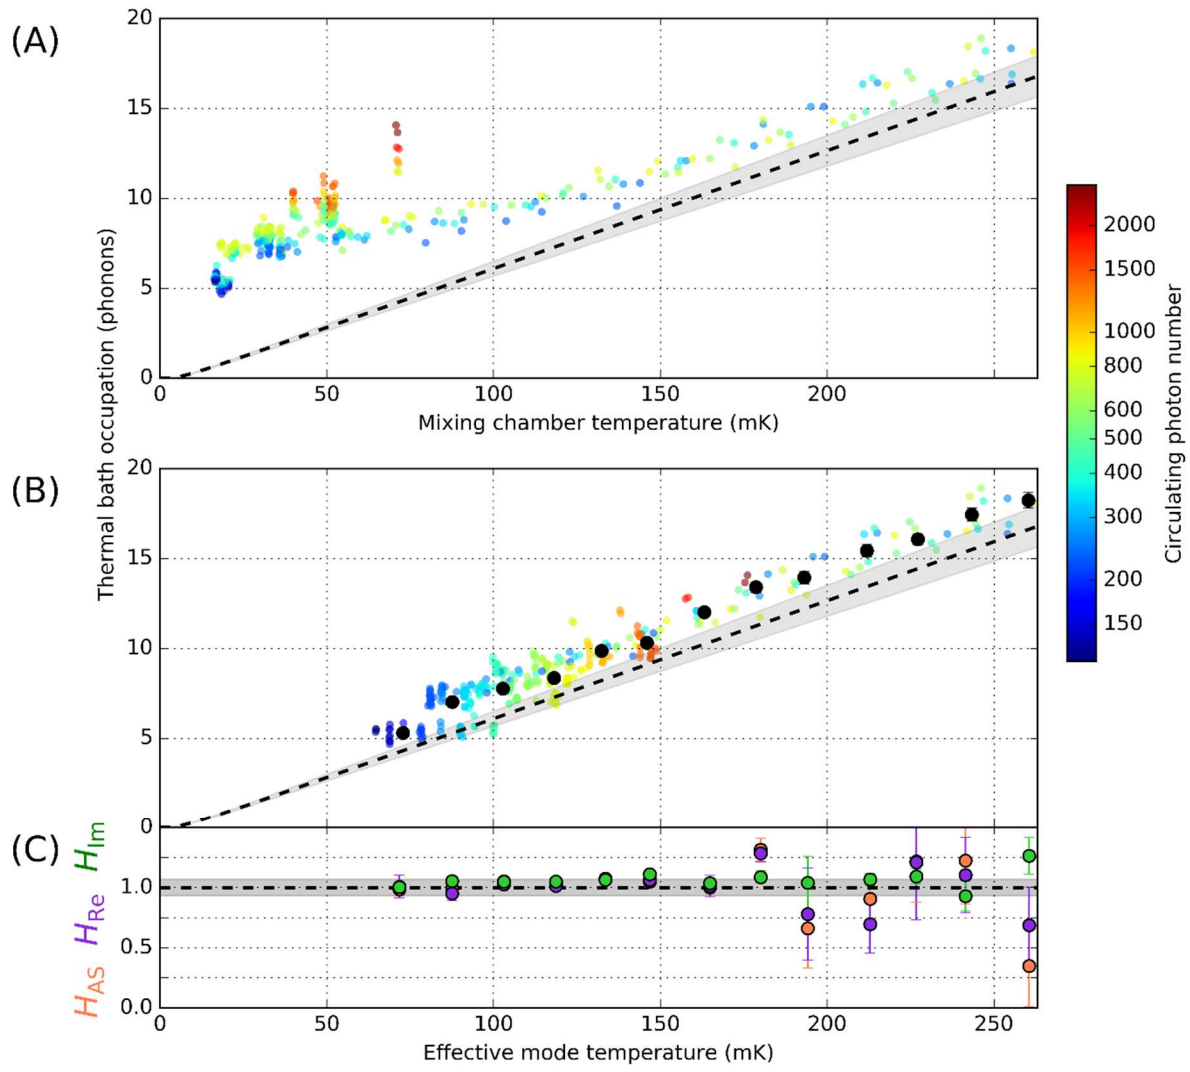 (A)
20
15
10
5
0
0 50 100 150 200
Mixing chamber temperature (mK)
Thermal bath occupation (phonons)
(B)
20
15
10
5
0
(C)
H_Im
H_Re
H_AS
1.0
0.5
0.0
0 50 100 150 200 250
Effective mode temperature (mK)
2000
1500
1000
800
600
500
400
300
200
150
Circulating photon number